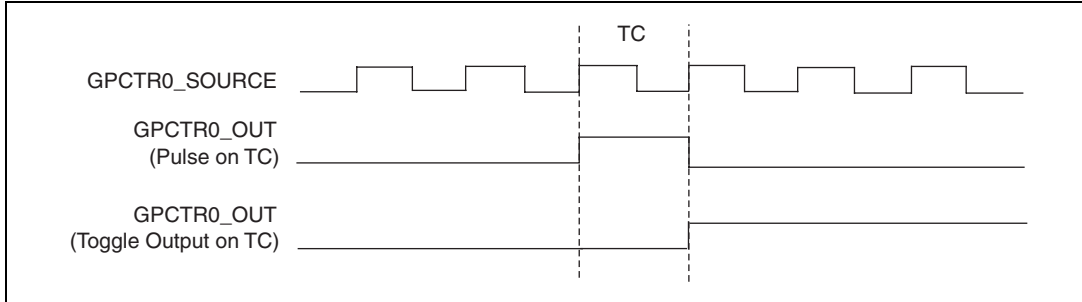 TC
GPCTR0_SOURCE
GPCTR0_OUT
(Pulse on TC)
GPCTR0_OUT
(Toggle Output on TC)